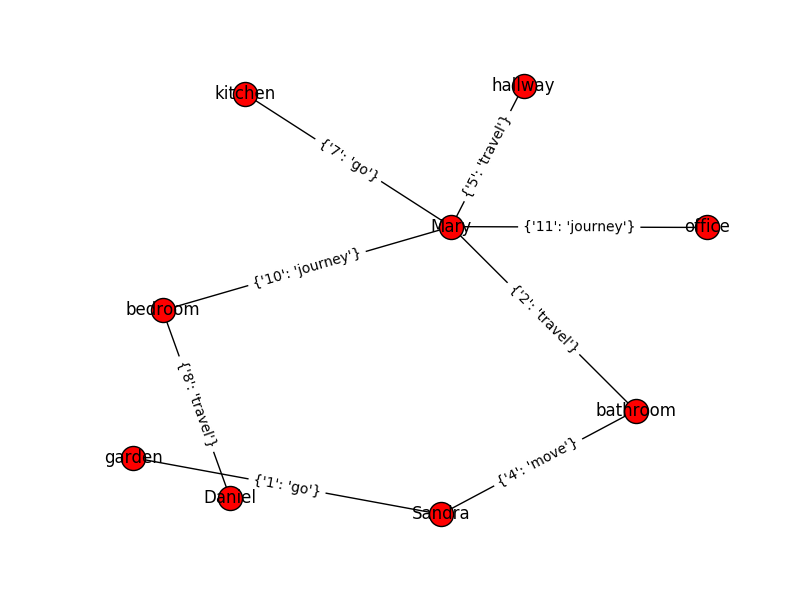 hallway
kitchen
{'7': 'go'}
{'5': 'travel'}
Mary
{'11': 'journey'}
office
{'10': 'journey'}
bedroom
{'2': 'travel'}
{'8': 'travel'}
bathroom
garden
{'4': 'move'}
{'1': 'go'}
Daniel
Sandra